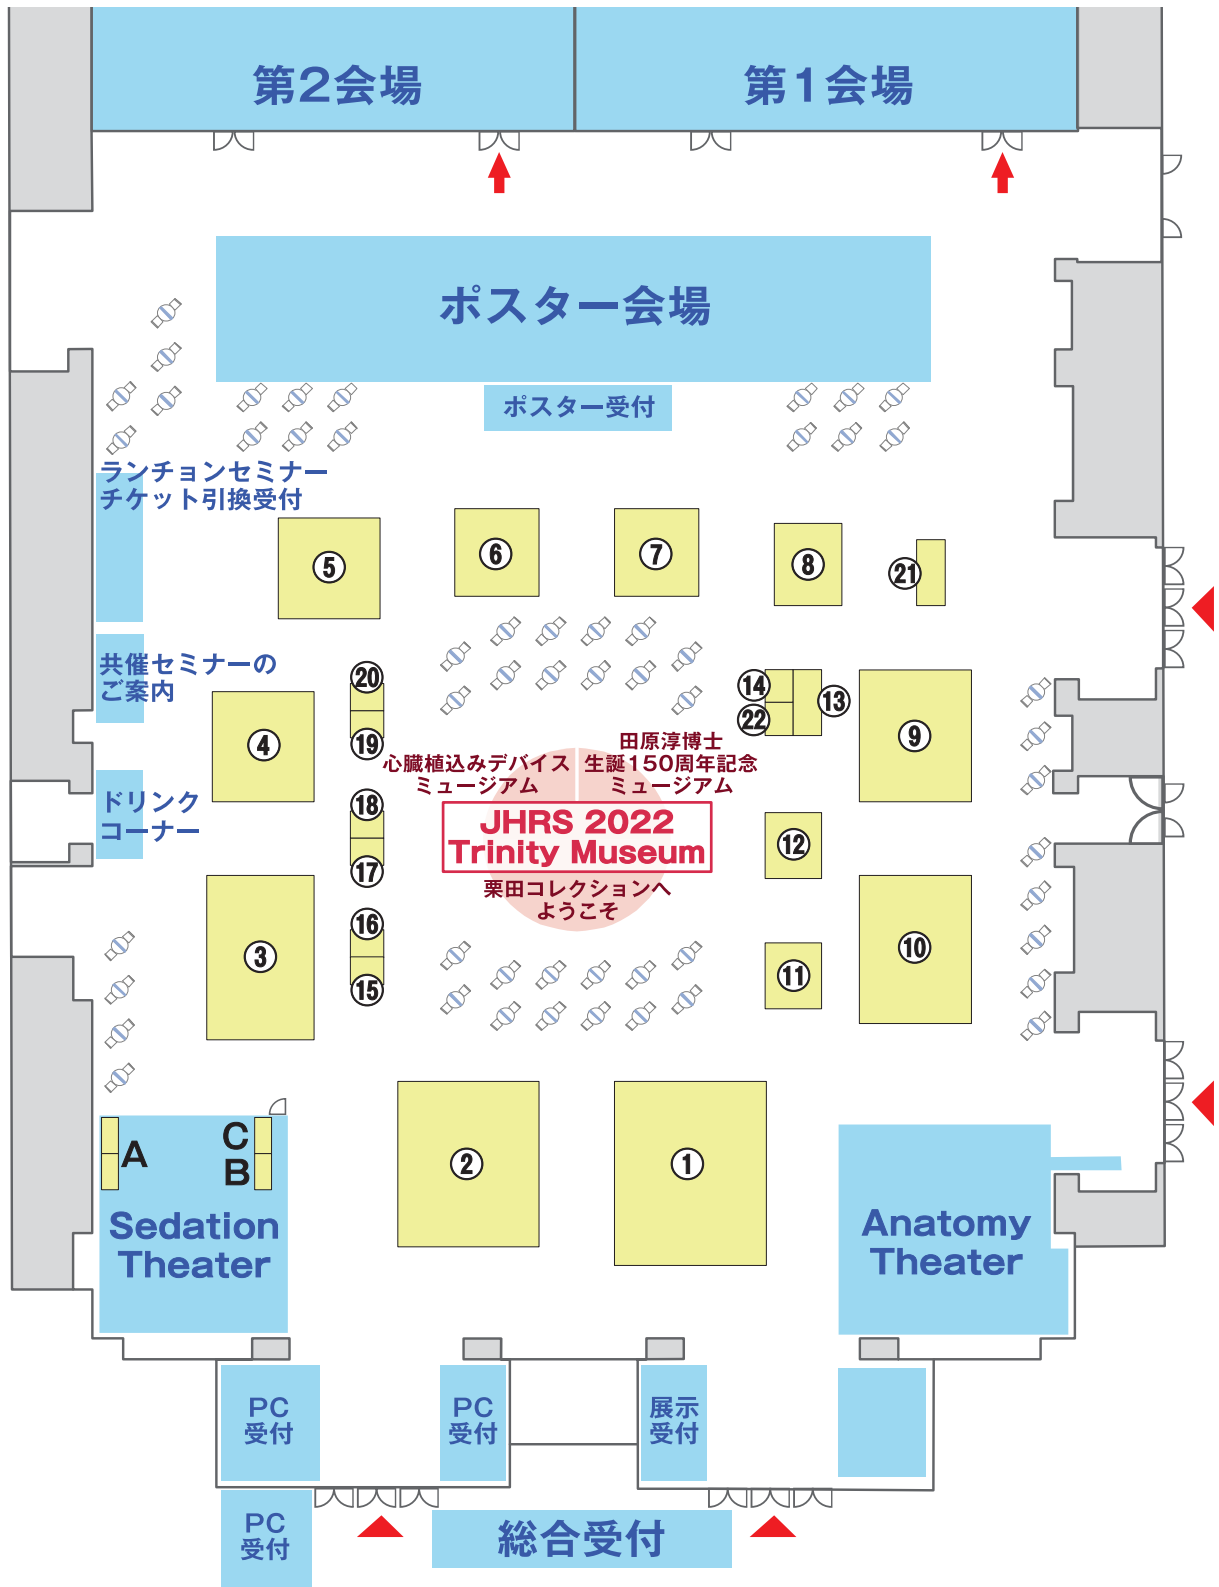 第2会場
第1会場
ポスター会場
ポスター受付
ランチョンセミナー
チケット引換受付
5
6
7
8
21
共催セミナーの
ご案内
20
19
4
14
22
13
9
田原淳博士
生誕150周年記念
ミュージアム
心臓植込みデバイス
ミュージアム
ドリンク
コーナー
18
17
JHRS 2022
Trinity Museum
栗田コレクションへ
ようこそ
12
3
16
15
11
10
A
C
B
Sedation
Theater
2
1
Anatomy
Theater
PC
受付
PC
受付
展示
受付
PC
受付
総合受付